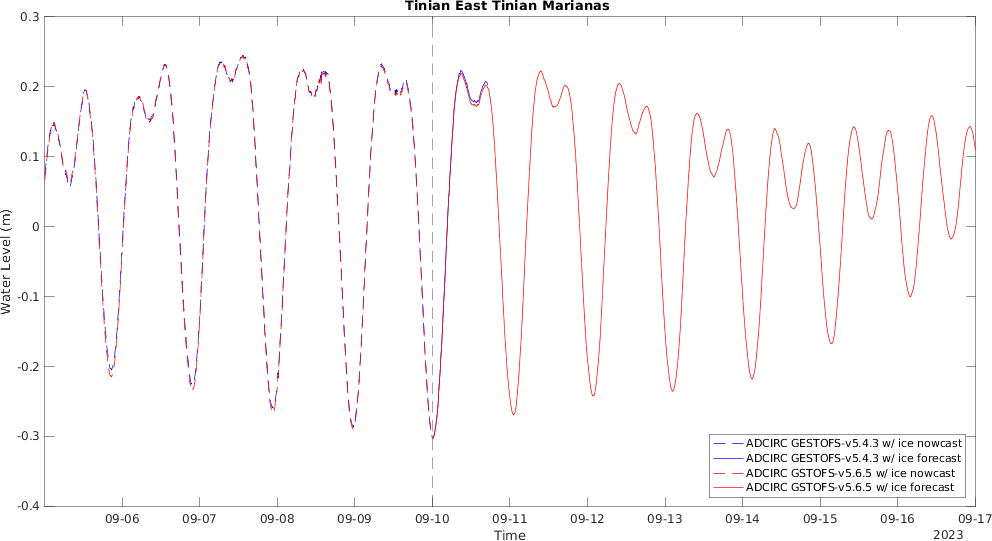 Tinian East Tinian Marianas
0.3
0.2
0.1
0
-0.1
-0.2
-0.3
-0.4
Water Level (m)
ADCIRC GESTOFS-v5.4.3 w/ ice nowcast
ADCIRC GESTOFS-v5.4.3 w/ ice forecast
ADCIRC GSTOFS-v5.6.5 w/ ice nowcast
ADCIRC GSTOFS-v5.6.5 w/ ice forecast
09-06 09-07 09-08 09-09 09-10 09-11 09-12 09-13 09-14 09-15 09-16 09-17
Time
2023